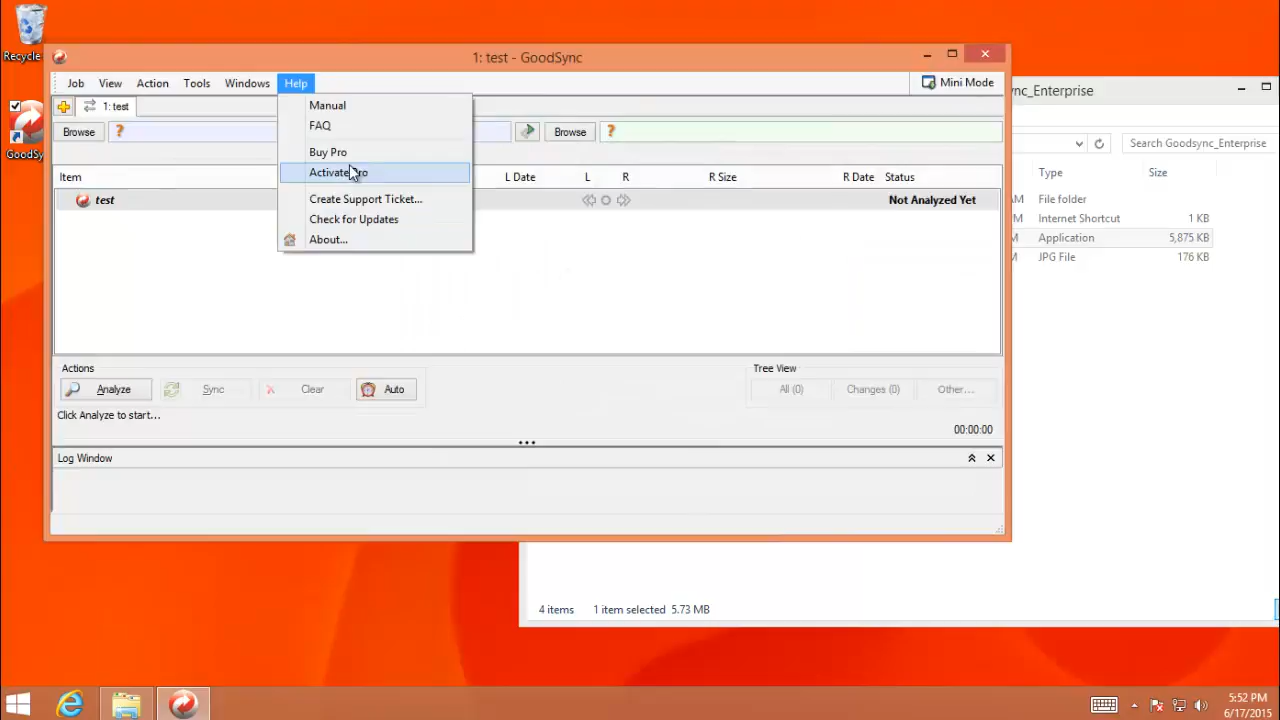 Recycle
GoodSy
1: test - GoodSync
Job View Action Tools Windows Help
Mini Mode
1: test
Browse ? Browse ?
Manual
FAQ
Buy Pro
Create Support Ticket...
Check for Updates
About...
Item L Date L R R Size R Date Status
test Not Analyzed Yet
Actions
Analyze Sync Clear Auto
Click Analyze to start...
Tree View
All (0) Changes (0) Other...
00:00:00
Log Window
nc_Enterprise
Search Goodsync_Enterprise
Type Size
AM File folder
M Internet Shortcut 1 KB
M Application 5,875 KB
M JPG File 176 KB
4 items 1 item selected 5.73 MB
5:52 PM
6/17/2015